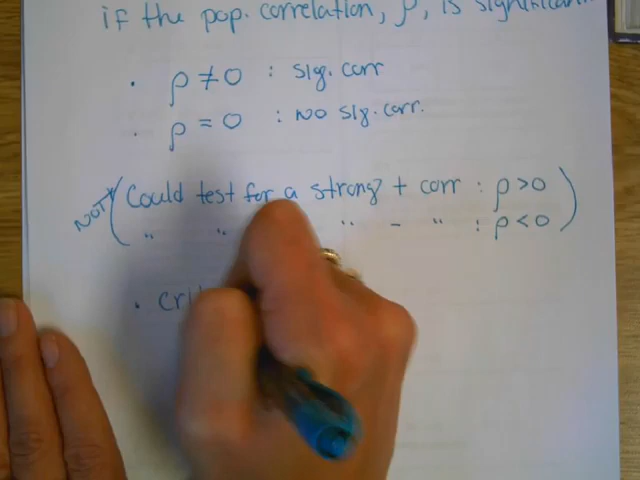 if the pop. correlation, ρ, is significan
· ρ ≠ 0 : sig. corr
· ρ = 0 : no sig. corr.
NOT (Could test for a strong + corr : ρ > 0
" " " - " : ρ < 0)
· cri